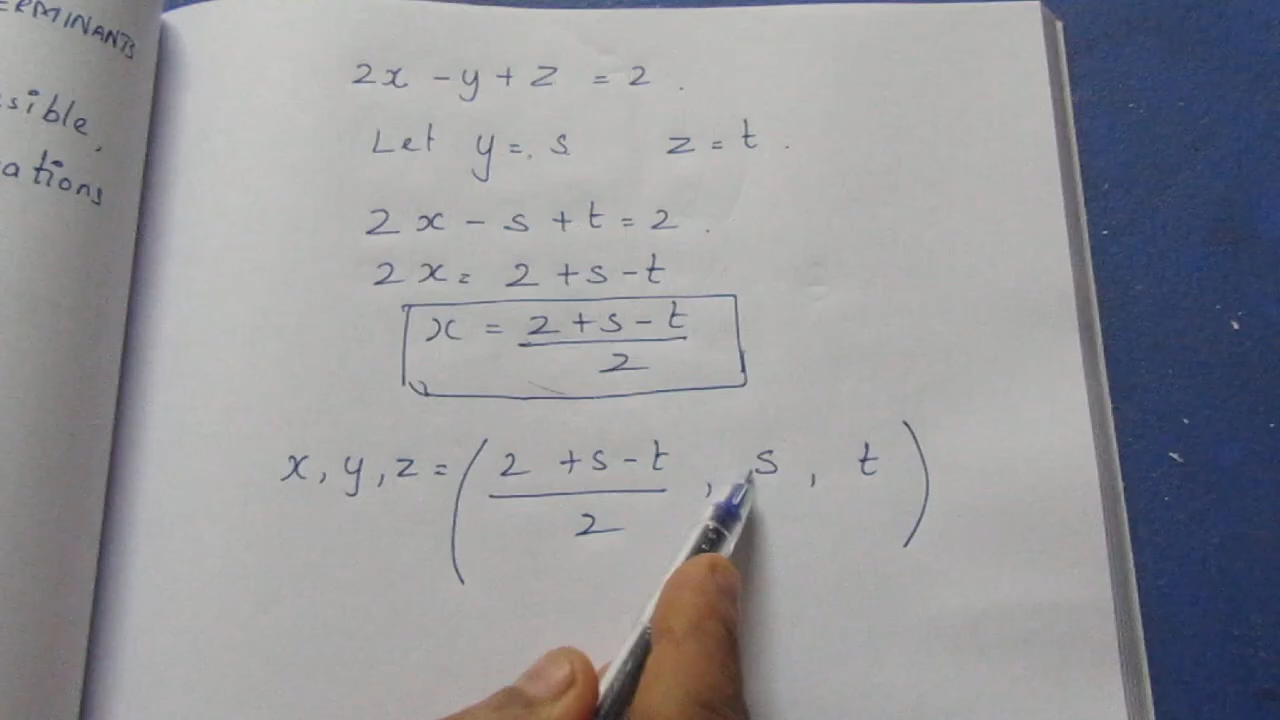 ERMINANTS
sible,
ations
2x - y + z = 2.
Let y = s z = t.
2x - s + t = 2.
2x = 2 + s - t
x = 2 + s - t
2
x, y, z = ( 2 + s - t , s , t )
2